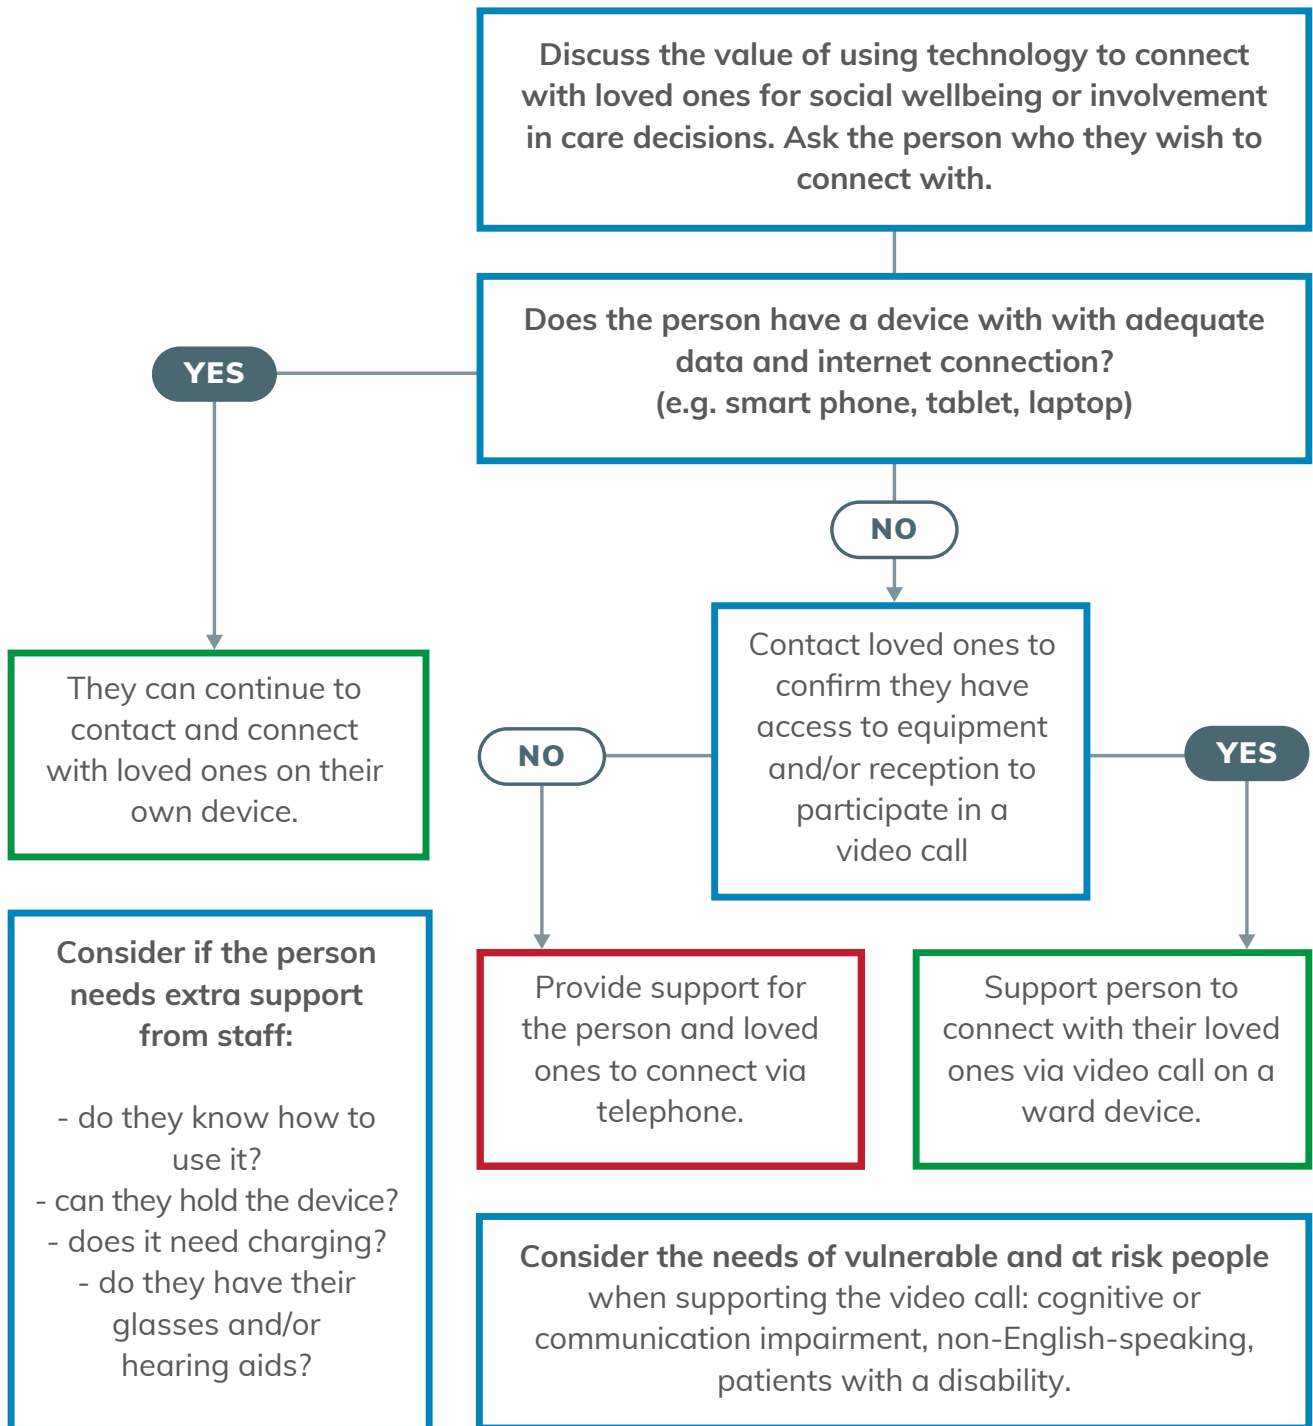 Discuss the value of using technology to connect
with loved ones for social wellbeing or involvement
in care decisions. Ask the person who they wish to
connect with.
Does the person have a device with with adequate
data and internet connection?
(e.g. smart phone, tablet, laptop)
YES
NO
They can continue to
contact and connect
with loved ones on their
own device.
Contact loved ones to
confirm they have
access to equipment
and/or reception to
participate in a
video call
NO
YES
Provide support for
the person and loved
ones to connect via
telephone.
Support person to
connect with their loved
ones via video call on a
ward device.
Consider if the person
needs extra support
from staff:
- do they know how to
use it?
- can they hold the device?
- does it need charging?
- do they have their
glasses and/or
hearing aids?
Consider the needs of vulnerable and at risk people
when supporting the video call: cognitive or
communication impairment, non-English-speaking,
patients with a disability.